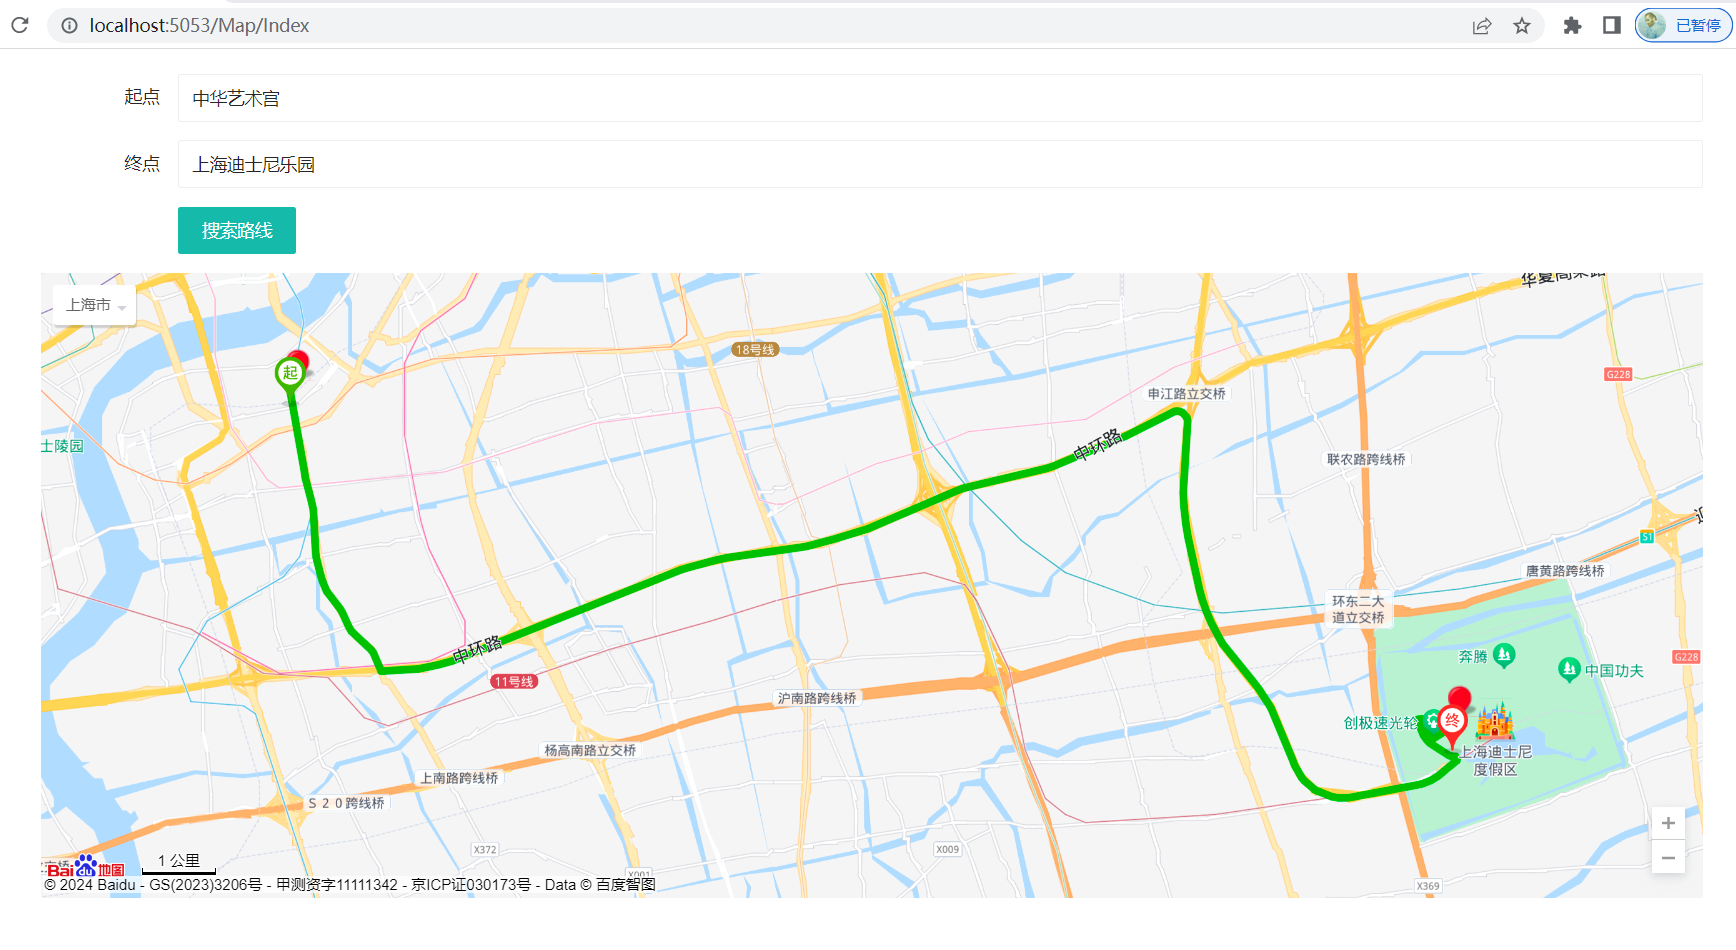 localhost:5053/Map/Index
已暂停
起点
中华艺术宫
终点
上海迪士尼乐园
搜索路线
上海市
华夏高架路
起
18号线
G228
申江路立交桥
士陵园
中环路
联农路跨线桥
S1
唐黄路跨线桥
环东二大
道立交桥
中环路
奔腾
G228
中国功夫
11号线
沪南路跨线桥
创极速光轮
终
上海迪士尼
度假区
杨高南路立交桥
上南路跨线桥
S20跨线桥
X372
X009
X001
X369
1 公里
Bai du 地图
© 2024 Baidu - GS(2023)3206号 - 甲测资字11111342 - 京ICP证030173号 - Data © 百度智图